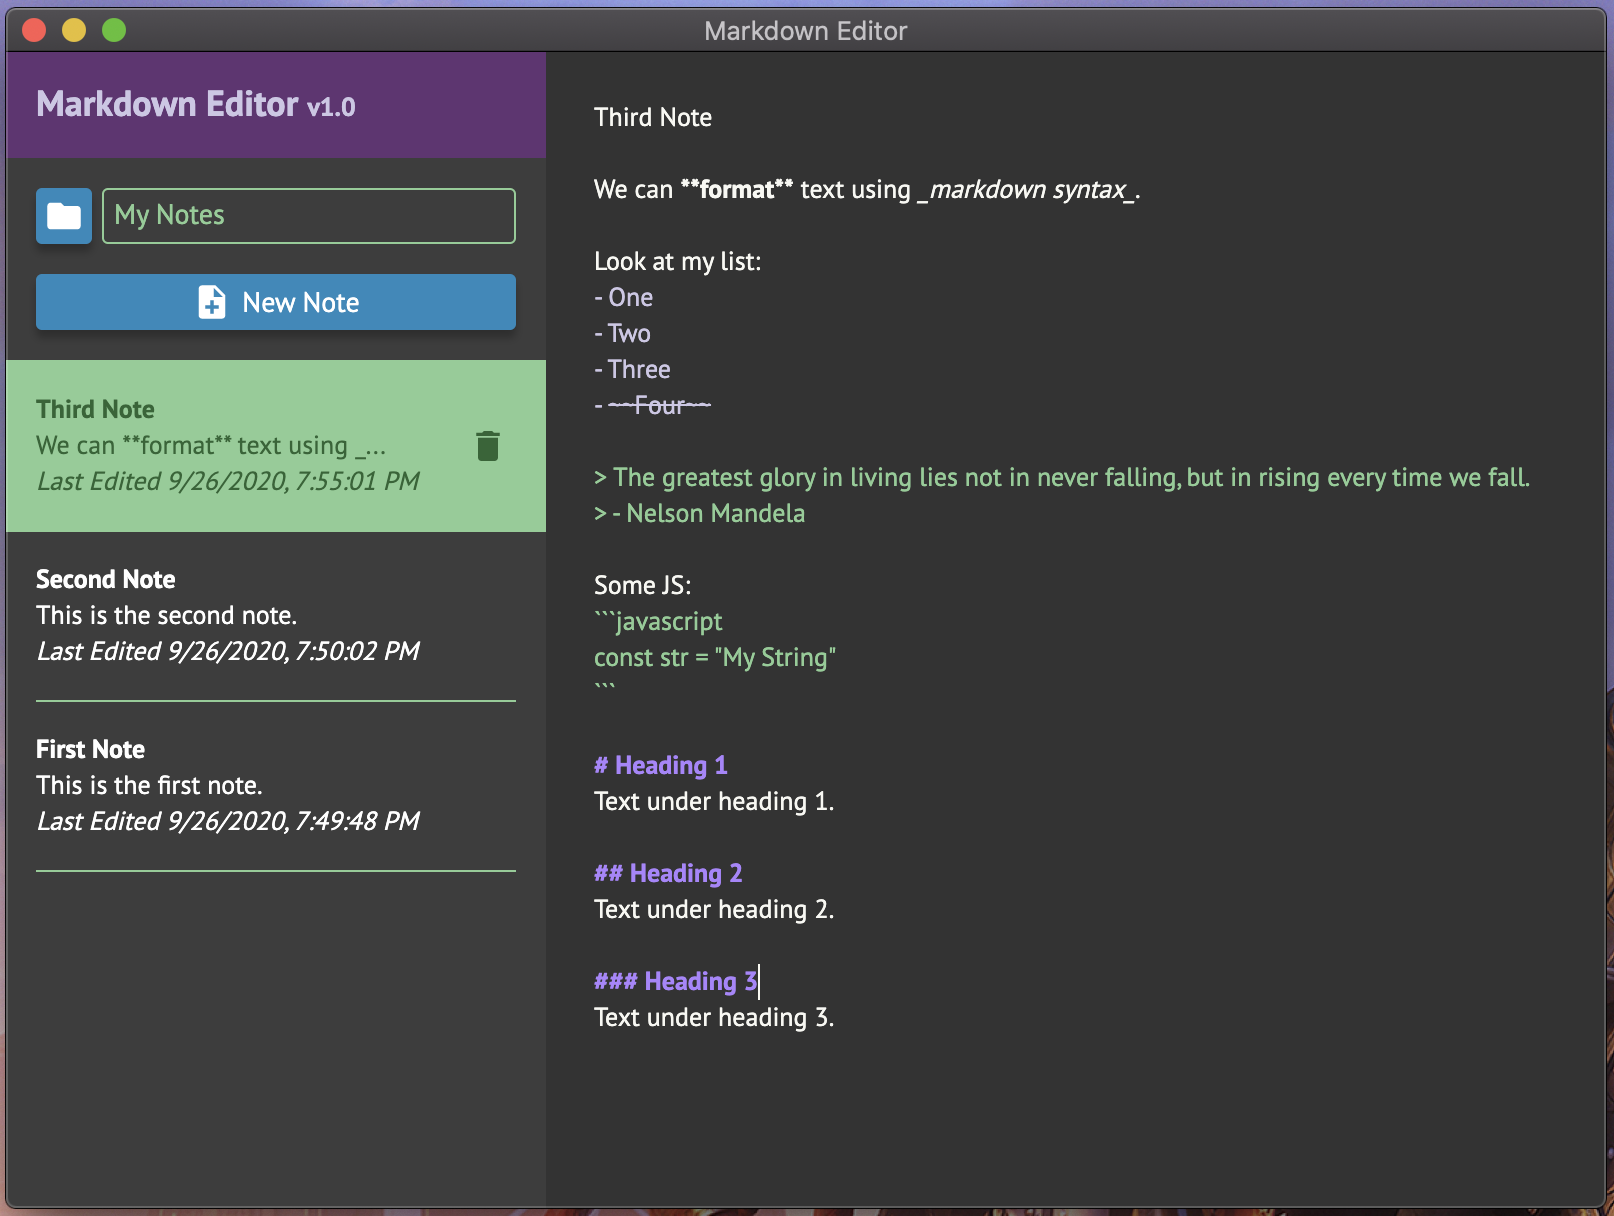 Markdown Editor
Markdown Editor v1.0
My Notes
New Note
Third Note
We can **format** text using _...
Last Edited 9/26/2020, 7:55:01 PM
Second Note
This is the second note.
Last Edited 9/26/2020, 7:50:02 PM
First Note
This is the first note.
Last Edited 9/26/2020, 7:49:48 PM
Third Note
We can **format** text using _markdown syntax_.
Look at my list:
- One
- Two
- Three
- ~~Four~~
> The greatest glory in living lies not in never falling, but in rising every time we fall.
> - Nelson Mandela
Some JS:
```javascript
const str = "My String"
```
# Heading 1
Text under heading 1.
## Heading 2
Text under heading 2.
### Heading 3
Text under heading 3.